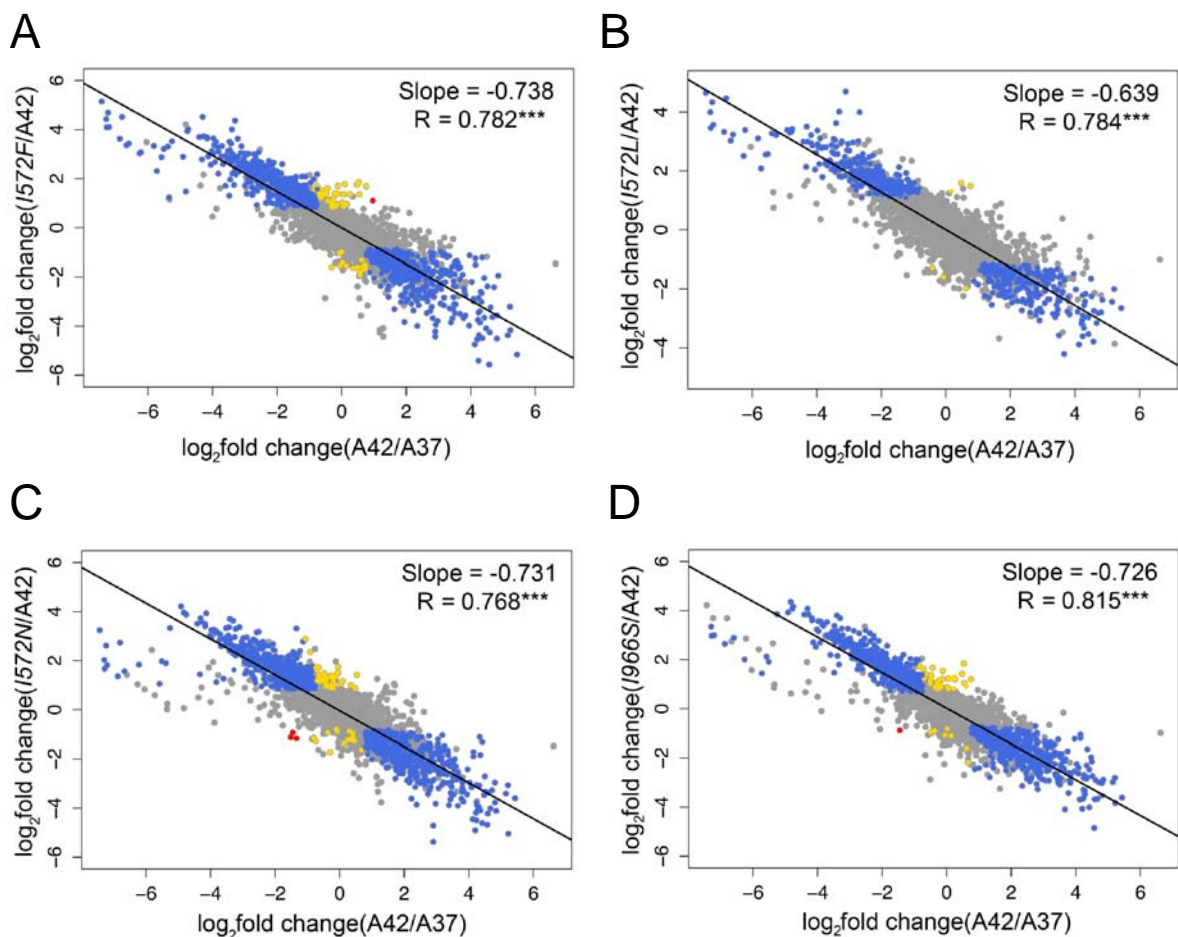 A
Slope = -0.738
R = 0.782***
log₂fold change(I572F/A42)
6
4
2
0
−2
−4
−6
−6 −4 −2 0 2 4 6
log₂fold change(A42/A37)
B
Slope = -0.639
R = 0.784***
log₂fold change(I572L/A42)
4
2
0
−2
−4
−6 −4 −2 0 2 4 6
log₂fold change(A42/A37)
C
Slope = -0.731
R = 0.768***
log₂fold change(I572N/A42)
6
4
2
0
−2
−4
−6
−6 −4 −2 0 2 4 6
log₂fold change(A42/A37)
D
Slope = -0.726
R = 0.815***
log₂fold change(I966S/A42)
6
4
2
0
−2
−4
−6
−6 −4 −2 0 2 4 6
log₂fold change(A42/A37)